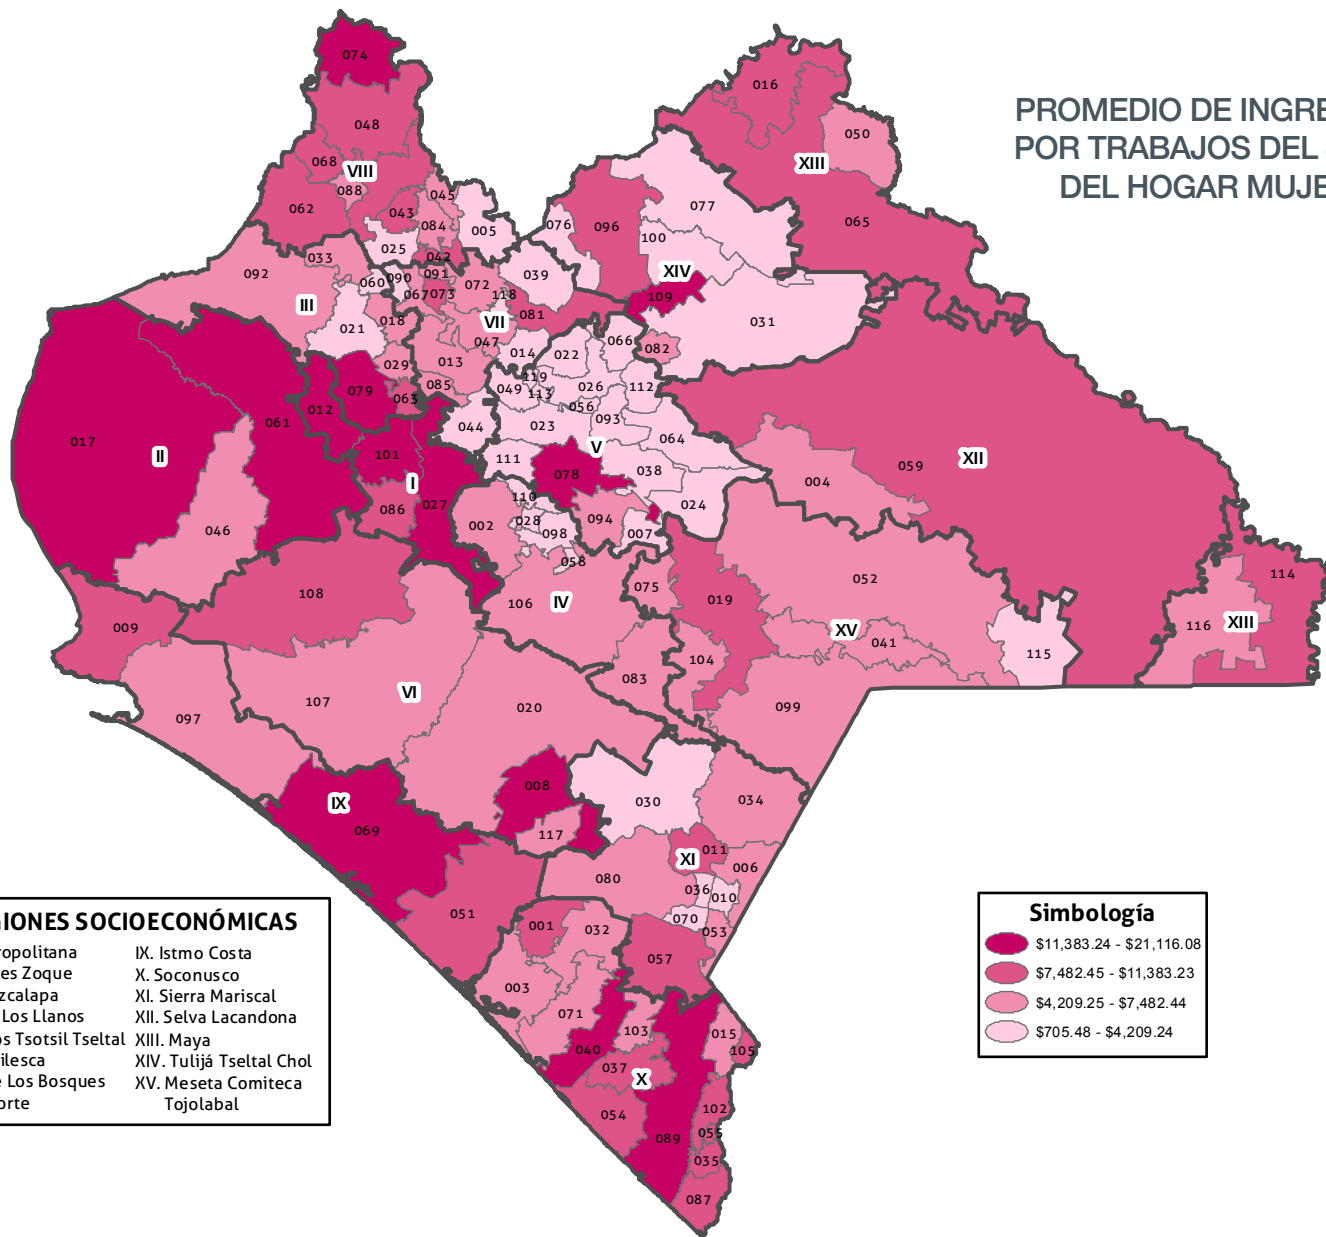 PROMEDIO DE INGRE
POR TRABAJOS DEL
DEL HOGAR MUJE
074
016
048
050
068
VIII
XIII
088
045
062
043
084
005
076
096
077
065
025
042
100
033
092
060
090
091
067
073
072
118
039
XIV
109
III
021
018
VII
081
031
047
066
082
029
013
014
022
079
063
085
049
119
113
026
112
012
056
017
061
044
023
093
064
II
101
111
V
XII
I
078
038
059
004
027
110
024
086
002
028
094
046
098
007
058
052
114
108
075
106
IV
019
009
116
XIII
XV
041
115
104
083
107
VI
020
099
097
008
IX
030
034
069
117
XI
011
080
006
036
010
051
001
032
070
053
057
003
071
103
015
040
105
037
X
054
102
089
055
035
087
GIONES SOCIOECONÓMICAS
opolitana
es Zoque
zcalapa
Los Llanos
os Tsotsil Tseltal
ilesca
e Los Bosques
orte
IX. Istmo Costa
X. Soconusco
XI. Sierra Mariscal
XII. Selva Lacandona
XIII. Maya
XIV. Tulijá Tseltal Chol
XV. Meseta Comiteca
Tojolabal
Simbología
$11,383.24 - $21,116.08
$7,482.45 - $11,383.23
$4,209.25 - $7,482.44
$705.48 - $4,209.24